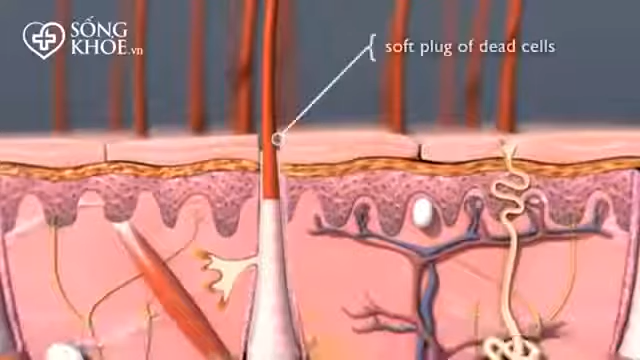 SỐNG
KHỎE.vn
soft plug of dead cells